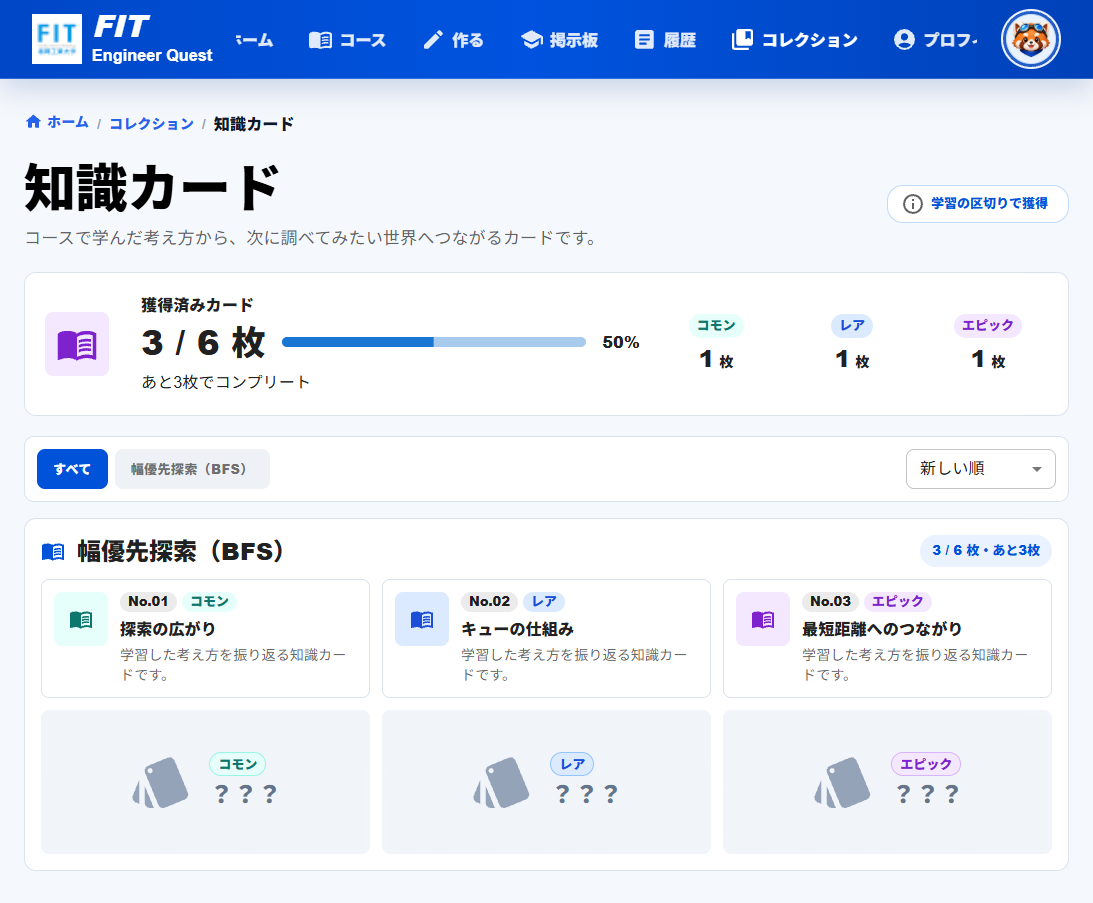 FIT
FIT
Engineer Quest
ーム
コース
作る
掲示板
履歴
コレクション
プロフ
ホーム / コレクション / 知識カード
知識カード
学習の区切りで獲得
コースで学んだ考え方から、次に調べてみたい世界へつながるカードです。
獲得済みカード
3 / 6 枚
50%
あと3枚でコンプリート
コモン
1 枚
レア
1 枚
エピック
1 枚
すべて
幅優先探索（BFS）
新しい順
幅優先探索（BFS）
3 / 6 枚・あと3枚
No.01 コモン
探索の広がり
学習した考え方を振り返る知識カー
ドです。
No.02 レア
キューの仕組み
学習した考え方を振り返る知識カー
ドです。
No.03 エピック
最短距離へのつながり
学習した考え方を振り返る知識カー
ドです。
コモン
？？？
レア
？？？
エピック
？？？